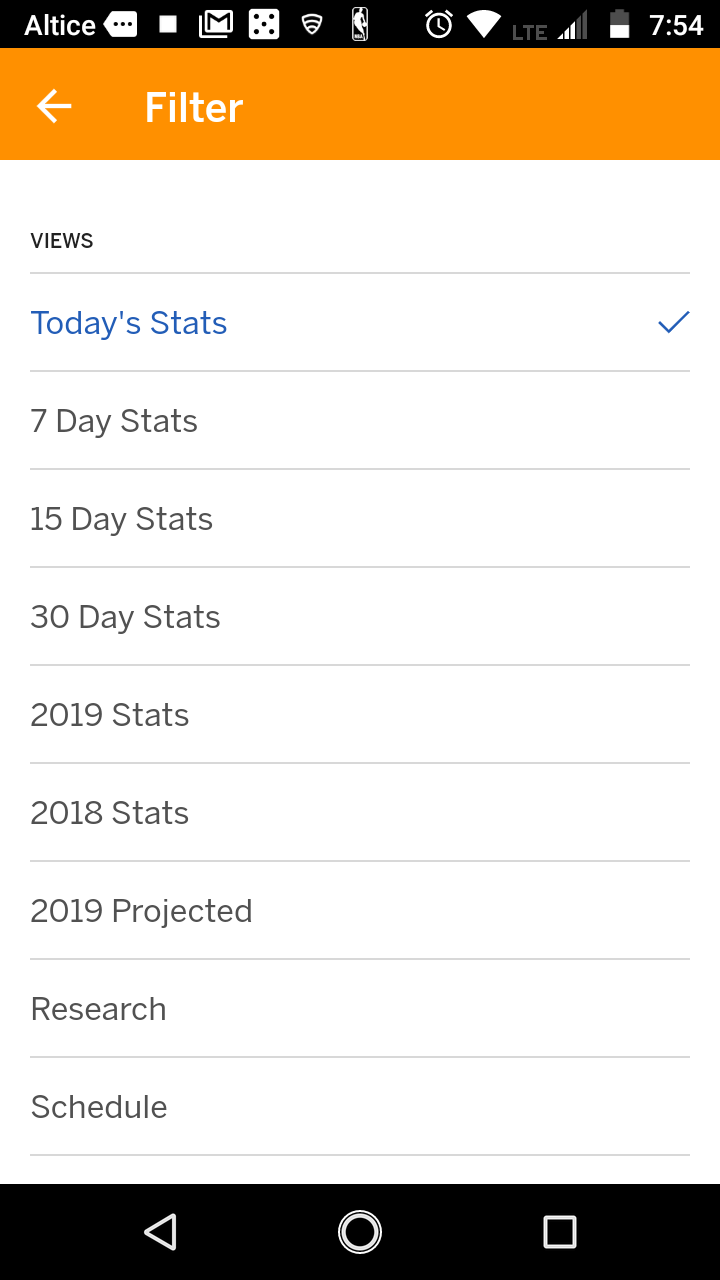 Altice LTE 7:54
Filter
VIEWS
Today's Stats
7 Day Stats
15 Day Stats
30 Day Stats
2019 Stats
2018 Stats
2019 Projected
Research
Schedule